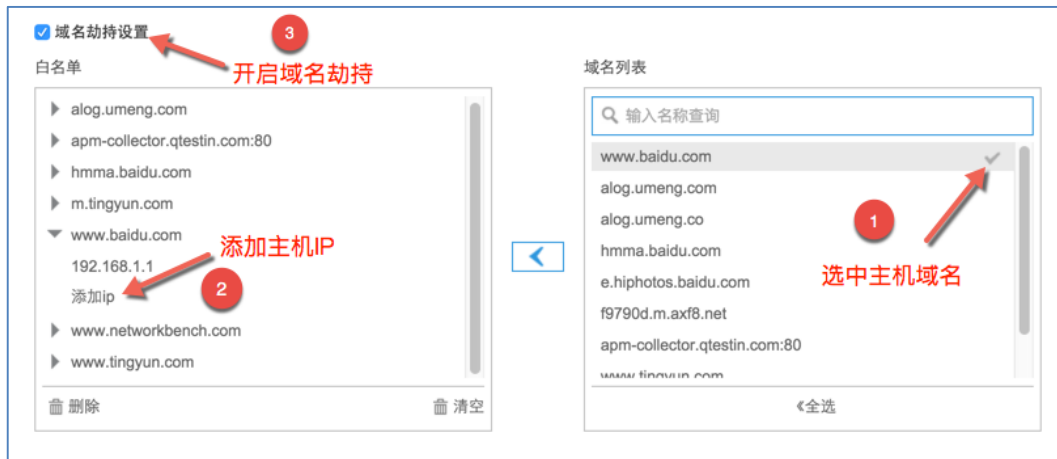 域名劫持设置
3
开启域名劫持
白名单
alog.umeng.com
apm-collector.qtestin.com:80
hmma.baidu.com
m.tingyun.com
www.baidu.com
添加主机IP
192.168.1.1
添加ip
2
www.networkbench.com
www.tingyun.com
删除
清空
域名列表
输入名称查询
www.baidu.com
alog.umeng.com
alog.umeng.co
1
hmma.baidu.com
选中主机域名
e.hiphotos.baidu.com
f9790d.m.axf8.net
apm-collector.qtestin.com:80
www.tingyun.com
《全选